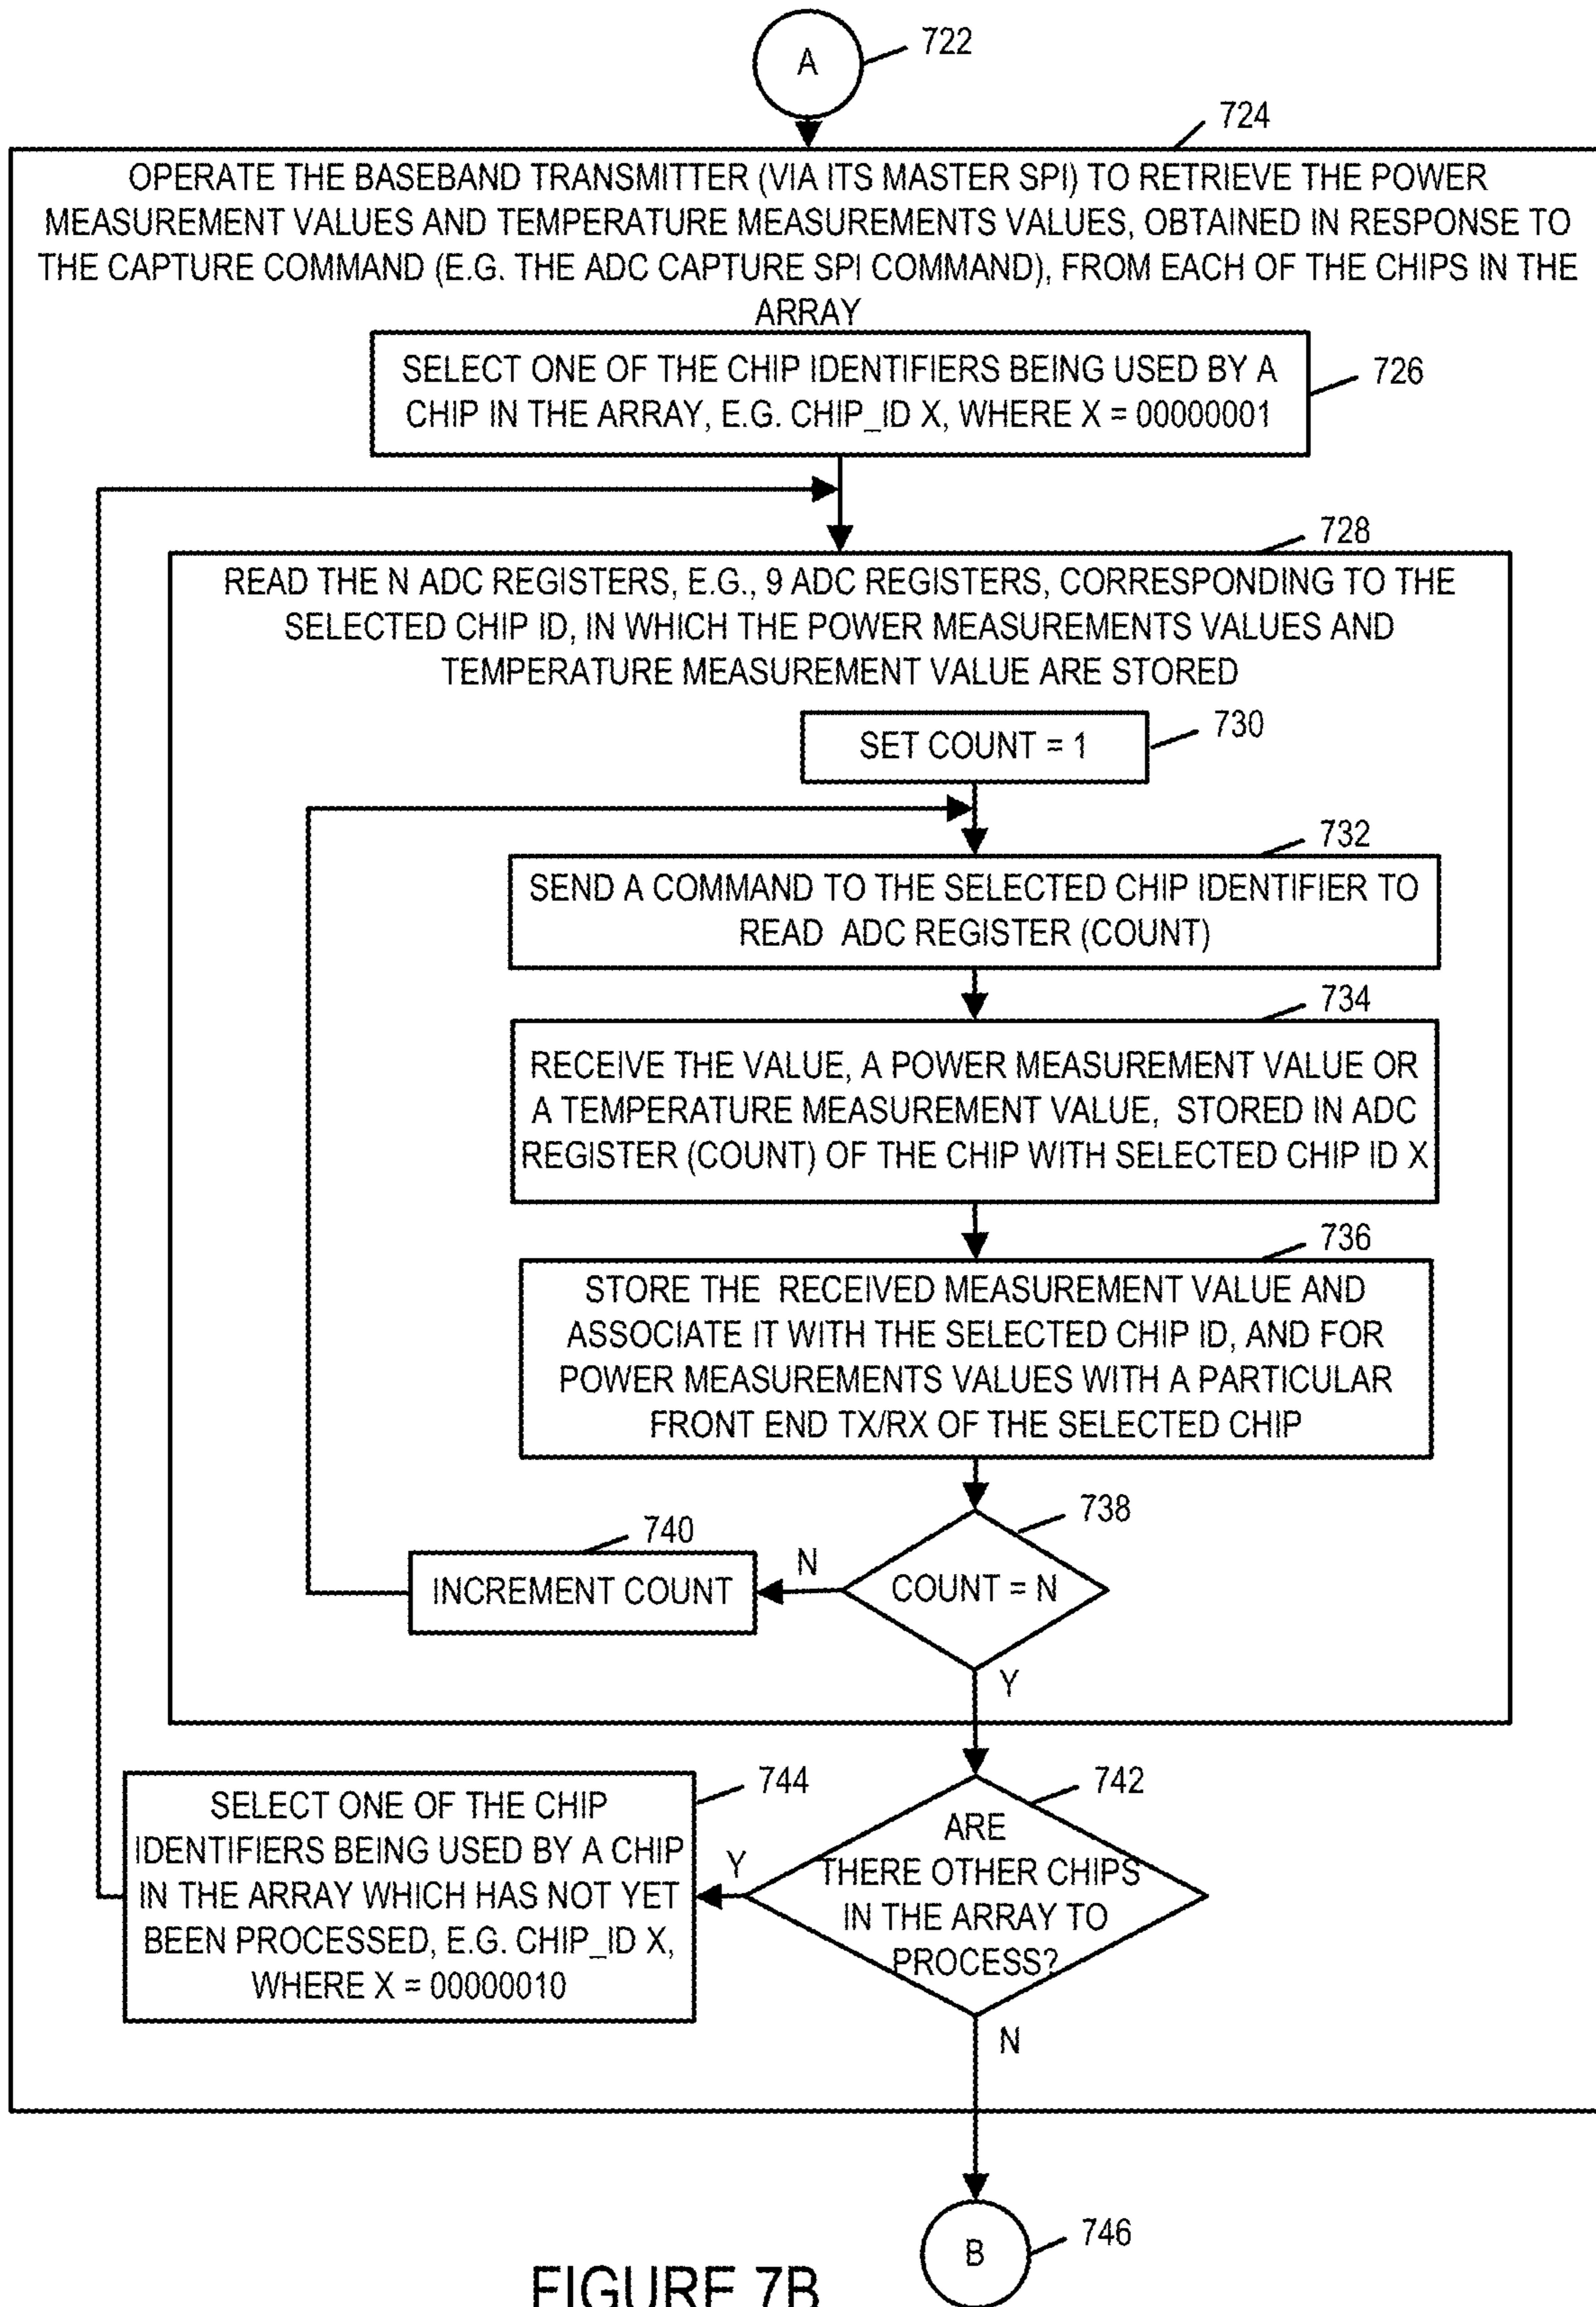 A
722
724
OPERATE THE BASEBAND TRANSMITTER (VIA ITS MASTER SPI) TO RETRIEVE THE POWER
MEASUREMENT VALUES AND TEMPERATURE MEASUREMENTS VALUES, OBTAINED IN RESPONSE TO
THE CAPTURE COMMAND (E.G. THE ADC CAPTURE SPI COMMAND), FROM EACH OF THE CHIPS IN THE
ARRAY
SELECT ONE OF THE CHIP IDENTIFIERS BEING USED BY A
CHIP IN THE ARRAY, E.G. CHIP_ID X, WHERE X = 00000001
726
728
READ THE N ADC REGISTERS, E.G., 9 ADC REGISTERS, CORRESPONDING TO THE
SELECTED CHIP ID, IN WHICH THE POWER MEASUREMENTS VALUES AND
TEMPERATURE MEASUREMENT VALUE ARE STORED
SET COUNT = 1
730
732
SEND A COMMAND TO THE SELECTED CHIP IDENTIFIER TO
READ ADC REGISTER (COUNT)
734
RECEIVE THE VALUE, A POWER MEASUREMENT VALUE OR
A TEMPERATURE MEASUREMENT VALUE, STORED IN ADC
REGISTER (COUNT) OF THE CHIP WITH SELECTED CHIP ID X
736
STORE THE RECEIVED MEASUREMENT VALUE AND
ASSOCIATE IT WITH THE SELECTED CHIP ID, AND FOR
POWER MEASUREMENTS VALUES WITH A PARTICULAR
FRONT END TX/RX OF THE SELECTED CHIP
738
COUNT = N
N
740
INCREMENT COUNT
Y
742
ARE
THERE OTHER CHIPS
IN THE ARRAY TO
PROCESS?
Y
744
SELECT ONE OF THE CHIP
IDENTIFIERS BEING USED BY A CHIP
IN THE ARRAY WHICH HAS NOT YET
BEEN PROCESSED, E.G. CHIP_ID X,
WHERE X = 00000010
N
B
746
FIGURE 7B